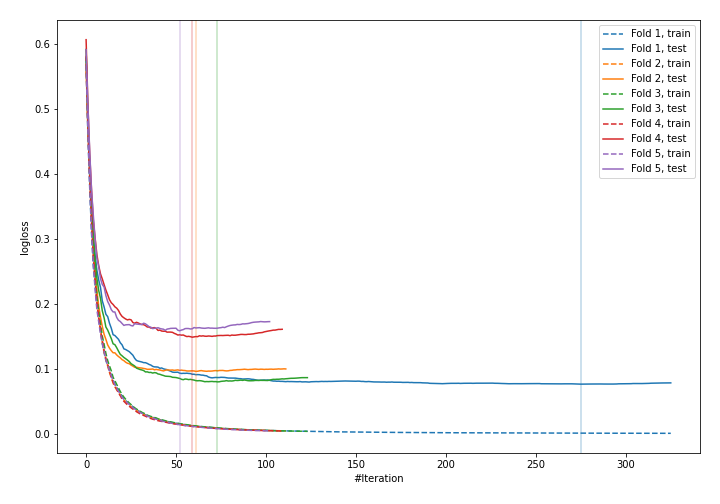 0.6
0.5
0.4
0.3
0.2
0.1
0.0
logloss
0
50
100
150
200
250
300
#Iteration
Fold 1, train
Fold 1, test
Fold 2, train
Fold 2, test
Fold 3, train
Fold 3, test
Fold 4, train
Fold 4, test
Fold 5, train
Fold 5, test